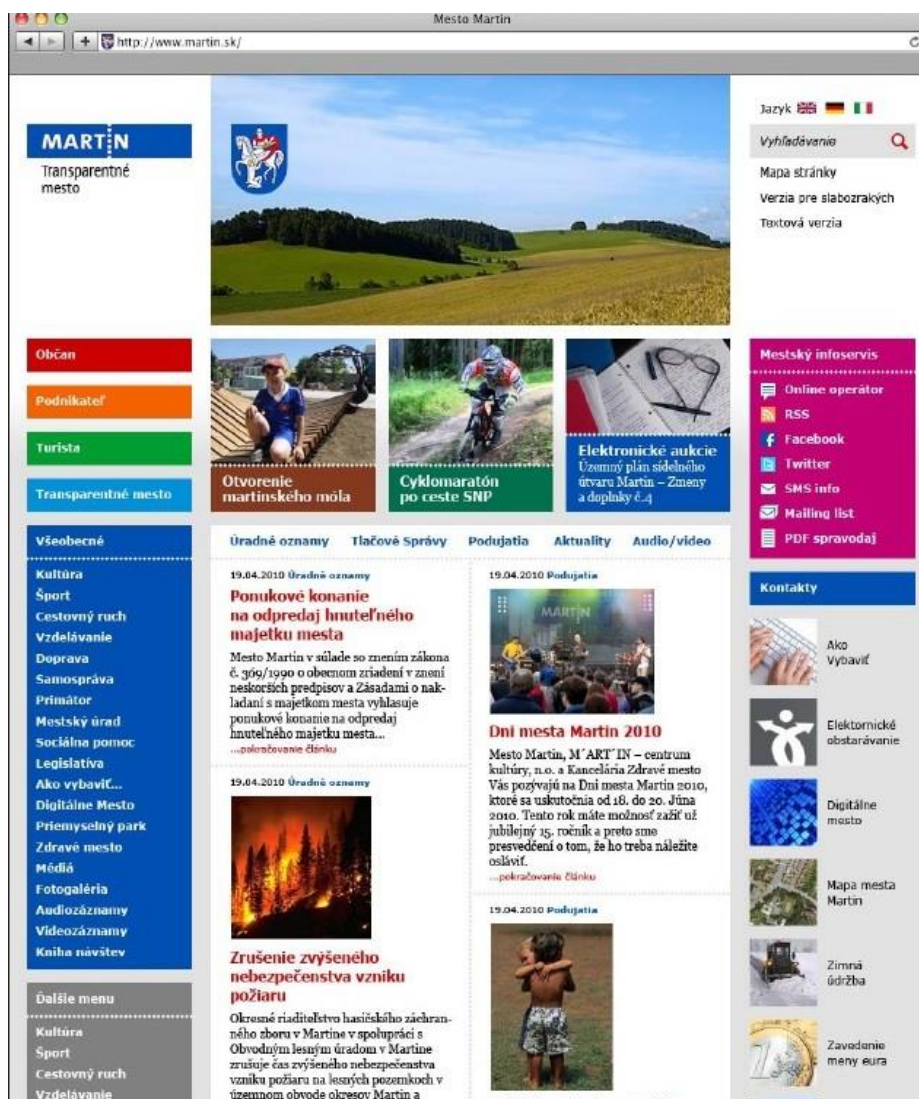 Mesto Martin
http://www.martin.sk/
MARTIN
Transparentné
mesto
Jazyk
Vyhľadávanie
Mapa stránky
Verzia pre slabozrakých
Textová verzia
Občan
Podnikateľ
Turista
Transparentné mesto
Otvorenie
martinského móla
Cyklomaratón
po ceste SNP
Elektronické aukcie
Územný plán sídelného
útvaru Martin – Zmeny
a doplnky č.4
Mestský infoservis
Online operátor
RSS
Facebook
Twitter
SMS info
Mailing list
PDF spravodaj
Všeobecné
Kultúra
Šport
Cestovný ruch
Vzdelávanie
Doprava
Samospráva
Primátor
Mestský úrad
Sociálna pomoc
Legislatíva
Ako vybaviť...
Digitálne Mesto
Priemyselný park
Zdravé mesto
Médiá
Fotogaléria
Audiozáznamy
Videozáznamy
Kniha návštev
Ďalšie menu
Kultúra
Šport
Cestovný ruch
Vzdelávanie
Úradné oznamy Tlačové Správy Podujatia Aktuality Audio/video
19.04.2010 Úradné oznamy
Ponukové konanie
na odpredaj hnuteľného
majetku mesta
Mesto Martin v súlade so znením zákona
č. 369/1990 o obecnom zriadení v znení
neskorších predpisov a Zásadami o nak-
ladaní s majetkom mesta vyhlasuje
ponukové konanie na odpredaj
hnuteľného majetku mesta...
...pokračovanie článku
19.04.2010 Úradné oznamy
Zrušenie zvýšeného
nebezpečenstva vzniku
požiaru
Okresné riaditeľstvo hasičského záchran-
ného zboru v Martine v spolupráci s
Obvodným lesným úradom v Martine
zrušuje čas zvýšeného nebezpečenstva
vzniku požiaru na lesných pozemkoch v
územnom obvode okresov Martin a
19.04.2010 Podujatia
MARTIN
Dni mesta Martin 2010
Mesto Martin, M´ART´IN – centrum
kultúry, n.o. a Kancelária Zdravé mesto
Vás pozývajú na Dni mesta Martin 2010,
ktoré sa uskutočnia od 18. do 20. Júna
2010. Tento rok máte možnosť zažiť už
jubilejný 15. ročník a preto sme
presvedčení o tom, že ho treba náležite
osláviť.
...pokračovanie článku
19.04.2010 Podujatia
Kontakty
Ako
Vybaviť
Elektornické
obstarávanie
Digitálne
mesto
Mapa mesta
Martin
Zimná
údržba
Zavedenie
meny eura